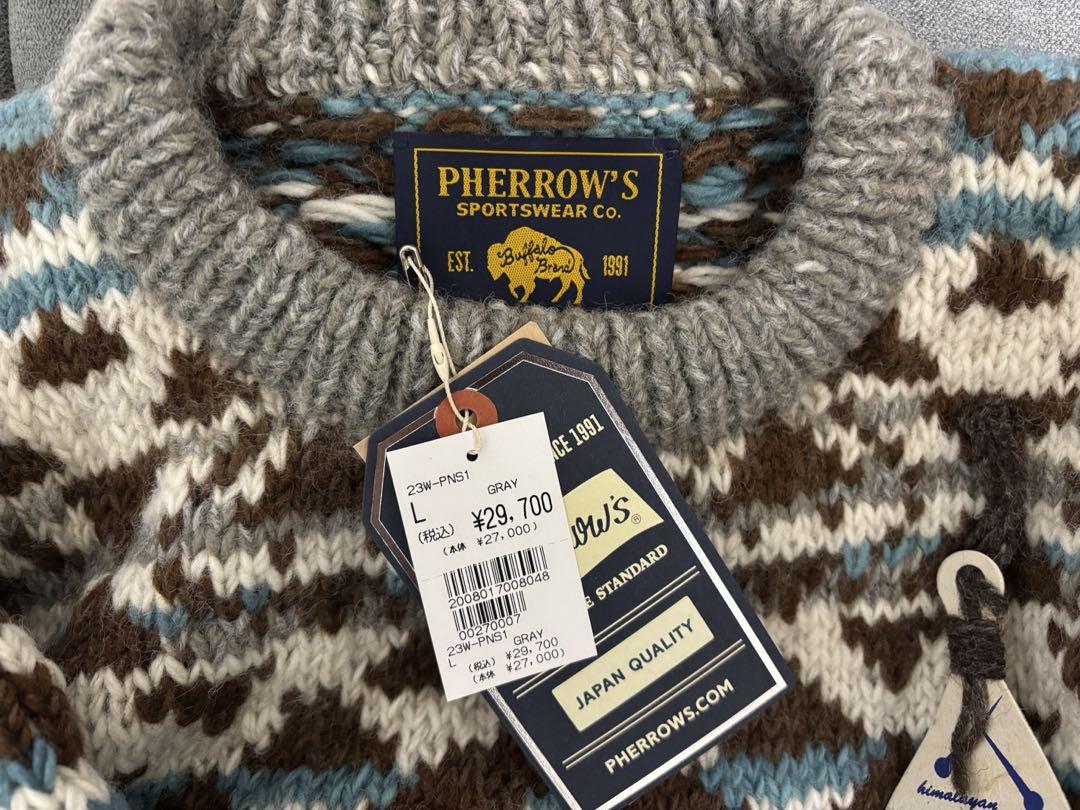 PHERROW'S
SPORTSWEAR Co.
Buffalo
Brand
EST. 1991
23W-PNS1
GRAY
L
(税込) ¥29,700
(本体 ¥27,000)
2008017008048
00270007
23W-PNS1 GRAY
L (税込) ¥29,700
(本体 ¥27,000)
1991
STANDARD
JAPAN QUALITY
PHERROWS.COM
himalayan